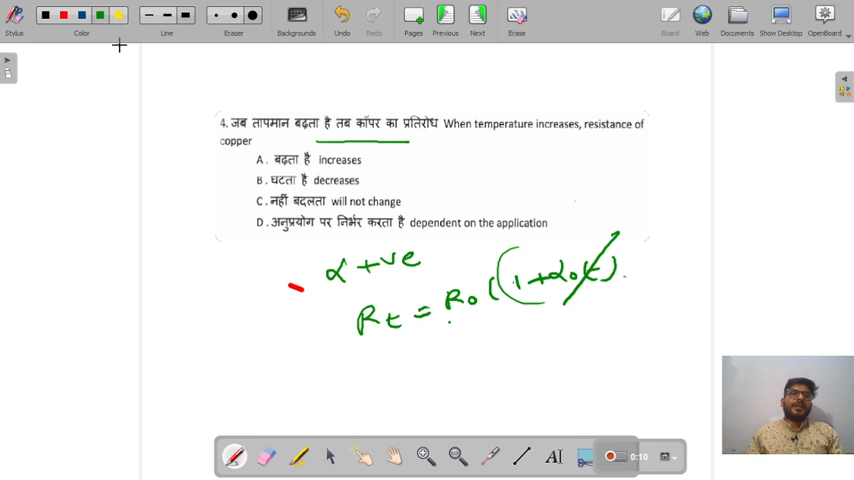 Stylus Color Line Eraser Backgrounds Undo Redo Pages Previous Next Erase Board Web Documents Show Desktop OpenBoard
4. जब तापमान बढ़ता है तब कॉपर का प्रतिरोध When temperature increases, resistance of
copper
A. बढ़ता है increases
B. घटता है decreases
C. नहीं बदलता will not change
D. अनुप्रयोग पर निर्भर करता है dependent on the application
α +ve
Rt = R0 (1+α0t)
AI
0:10